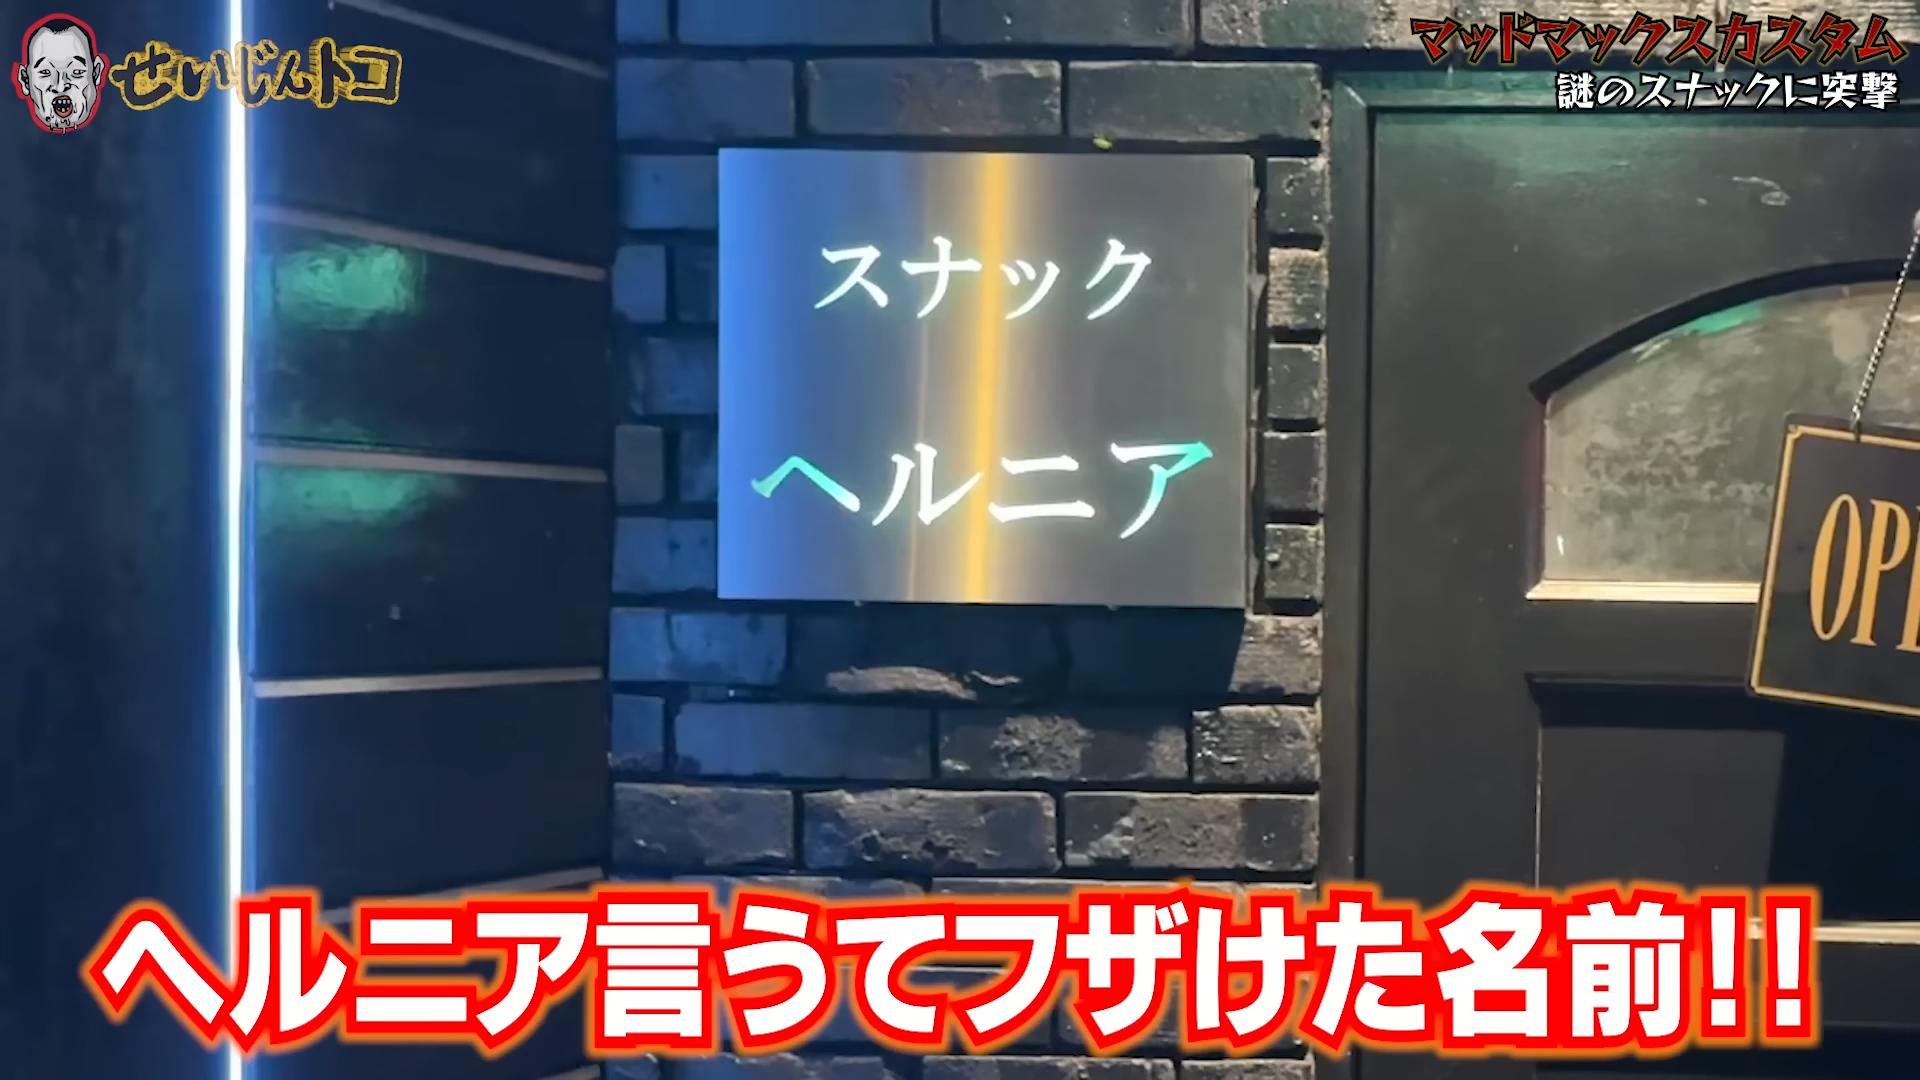 せいじんトコ
マッドマックスカスタム
謎のスナックに突撃
スナック
ヘルニア
OPE
ヘルニア言うてフザけた名前!!